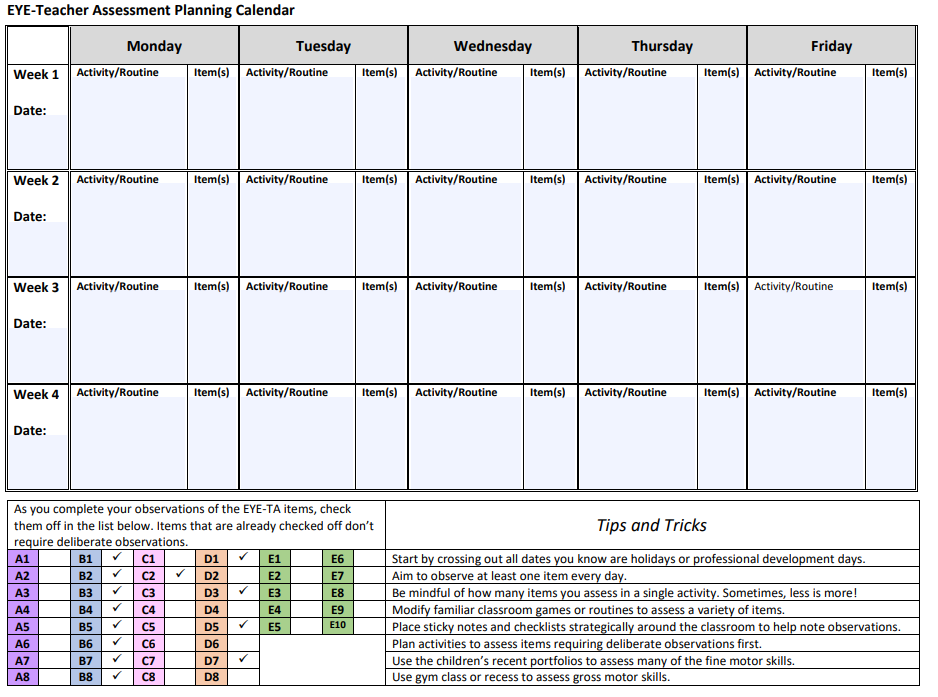 EYE-Teacher Assessment Planning Calendar
Monday Tuesday Wednesday Thursday Friday
Week 1 Activity/Routine Item(s) Activity/Routine Item(s) Activity/Routine Item(s) Activity/Routine Item(s) Activity/Routine Item(s)
Date:
Week 2 Activity/Routine Item(s) Activity/Routine Item(s) Activity/Routine Item(s) Activity/Routine Item(s) Activity/Routine Item(s)
Date:
Week 3 Activity/Routine Item(s) Activity/Routine Item(s) Activity/Routine Item(s) Activity/Routine Item(s) Activity/Routine Item(s)
Date:
Week 4 Activity/Routine Item(s) Activity/Routine Item(s) Activity/Routine Item(s) Activity/Routine Item(s) Activity/Routine Item(s)
Date:
As you complete your observations of the EYE-TA items, check
them off in the list below. Items that are already checked off don't
require deliberate observations.
A1 B1 ✓ C1 D1 ✓ E1 E6
A2 B2 ✓ C2 ✓ D2 E2 E7
A3 B3 ✓ C3 D3 ✓ E3 E8
A4 B4 ✓ C4 D4 E4 E9
A5 B5 ✓ C5 D5 ✓ E5 E10
A6 B6 ✓ C6 D6
A7 B7 ✓ C7 D7 ✓
A8 B8 ✓ C8 D8
Tips and Tricks
Start by crossing out all dates you know are holidays or professional development days.
Aim to observe at least one item every day.
Be mindful of how many items you assess in a single activity. Sometimes, less is more!
Modify familiar classroom games or routines to assess a variety of items.
Place sticky notes and checklists strategically around the classroom to help note observations.
Plan activities to assess items requiring deliberate observations first.
Use the children's recent portfolios to assess many of the fine motor skills.
Use gym class or recess to assess gross motor skills.